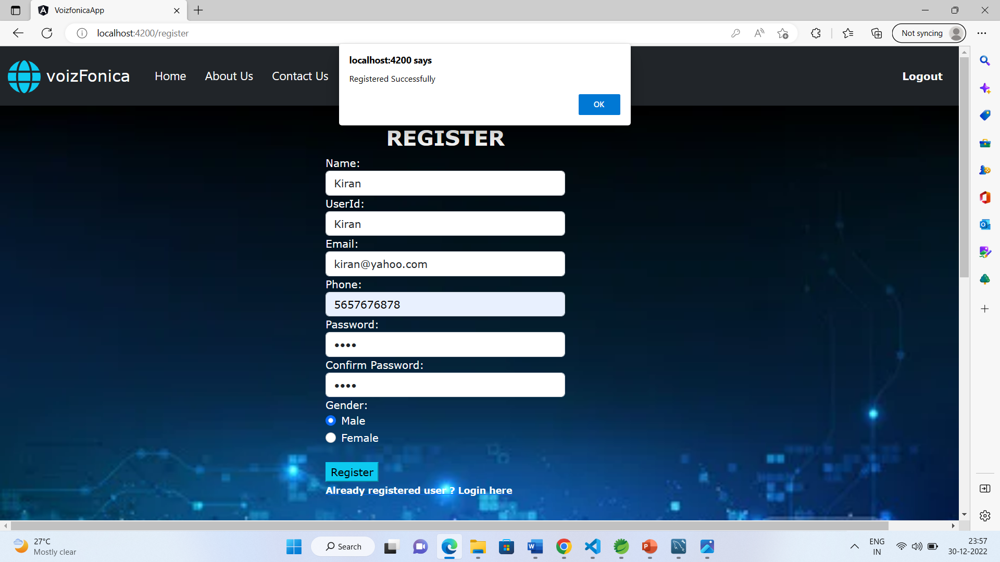 VoizfonicaApp
localhost:4200/register
Not syncing
localhost:4200 says
Registered Successfully
OK
voizFonica
Home
About Us
Contact Us
Logout
REGISTER
Name:
Kiran
UserId:
Kiran
Email:
kiran@yahoo.com
Phone:
5657676878
Password:
Confirm Password:
Gender:
Male
Female
Register
Already registered user ? Login here
27°C
Mostly clear
Search
ENG
IN
23:57
30-12-2022